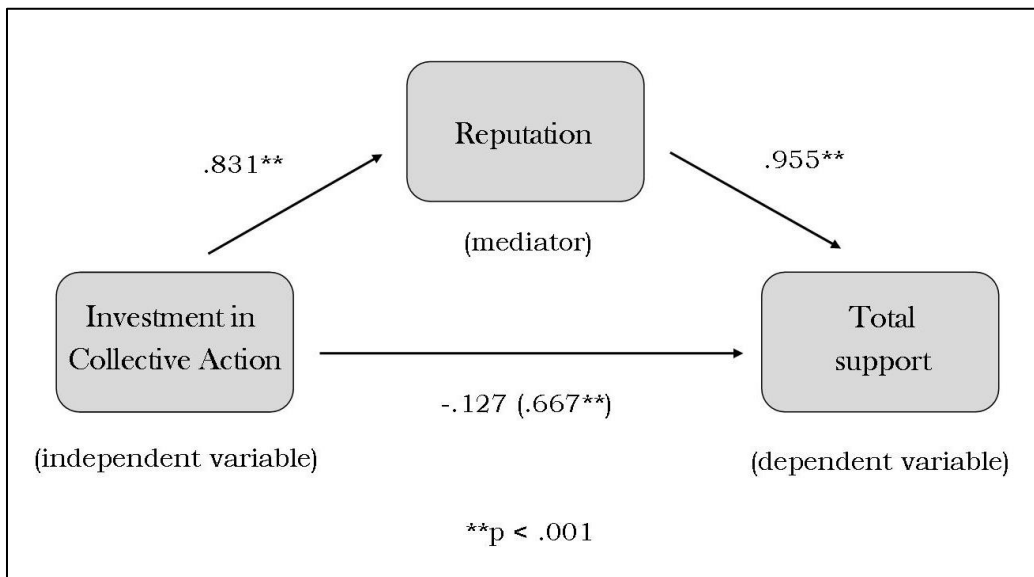 Reputation
.831**
.955**
(mediator)
Investment in
Collective Action
Total
support
-.127 (.667**)
(independent variable)
(dependent variable)
**p < .001